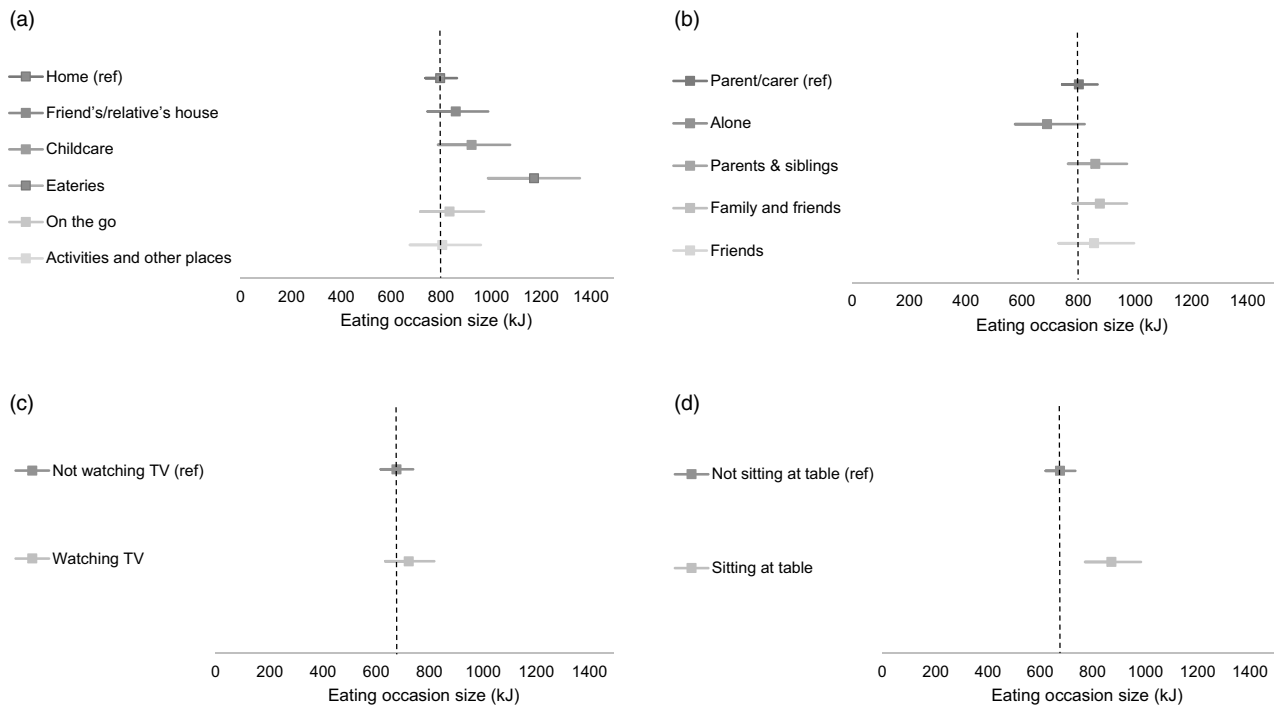 (a)
Home (ref)
Friend's/relative's house
Childcare
Eateries
On the go
Activities and other places
0 200 400 600 800 1000 1200 1400
Eating occasion size (kJ)
(b)
Parent/carer (ref)
Alone
Parents & siblings
Family and friends
Friends
0 200 400 600 800 1000 1200 1400
Eating occasion size (kJ)
(c)
Not watching TV (ref)
Watching TV
0 200 400 600 800 1000 1200 1400
Eating occasion size (kJ)
(d)
Not sitting at table (ref)
Sitting at table
0 200 400 600 800 1000 1200 1400
Eating occasion size (kJ)